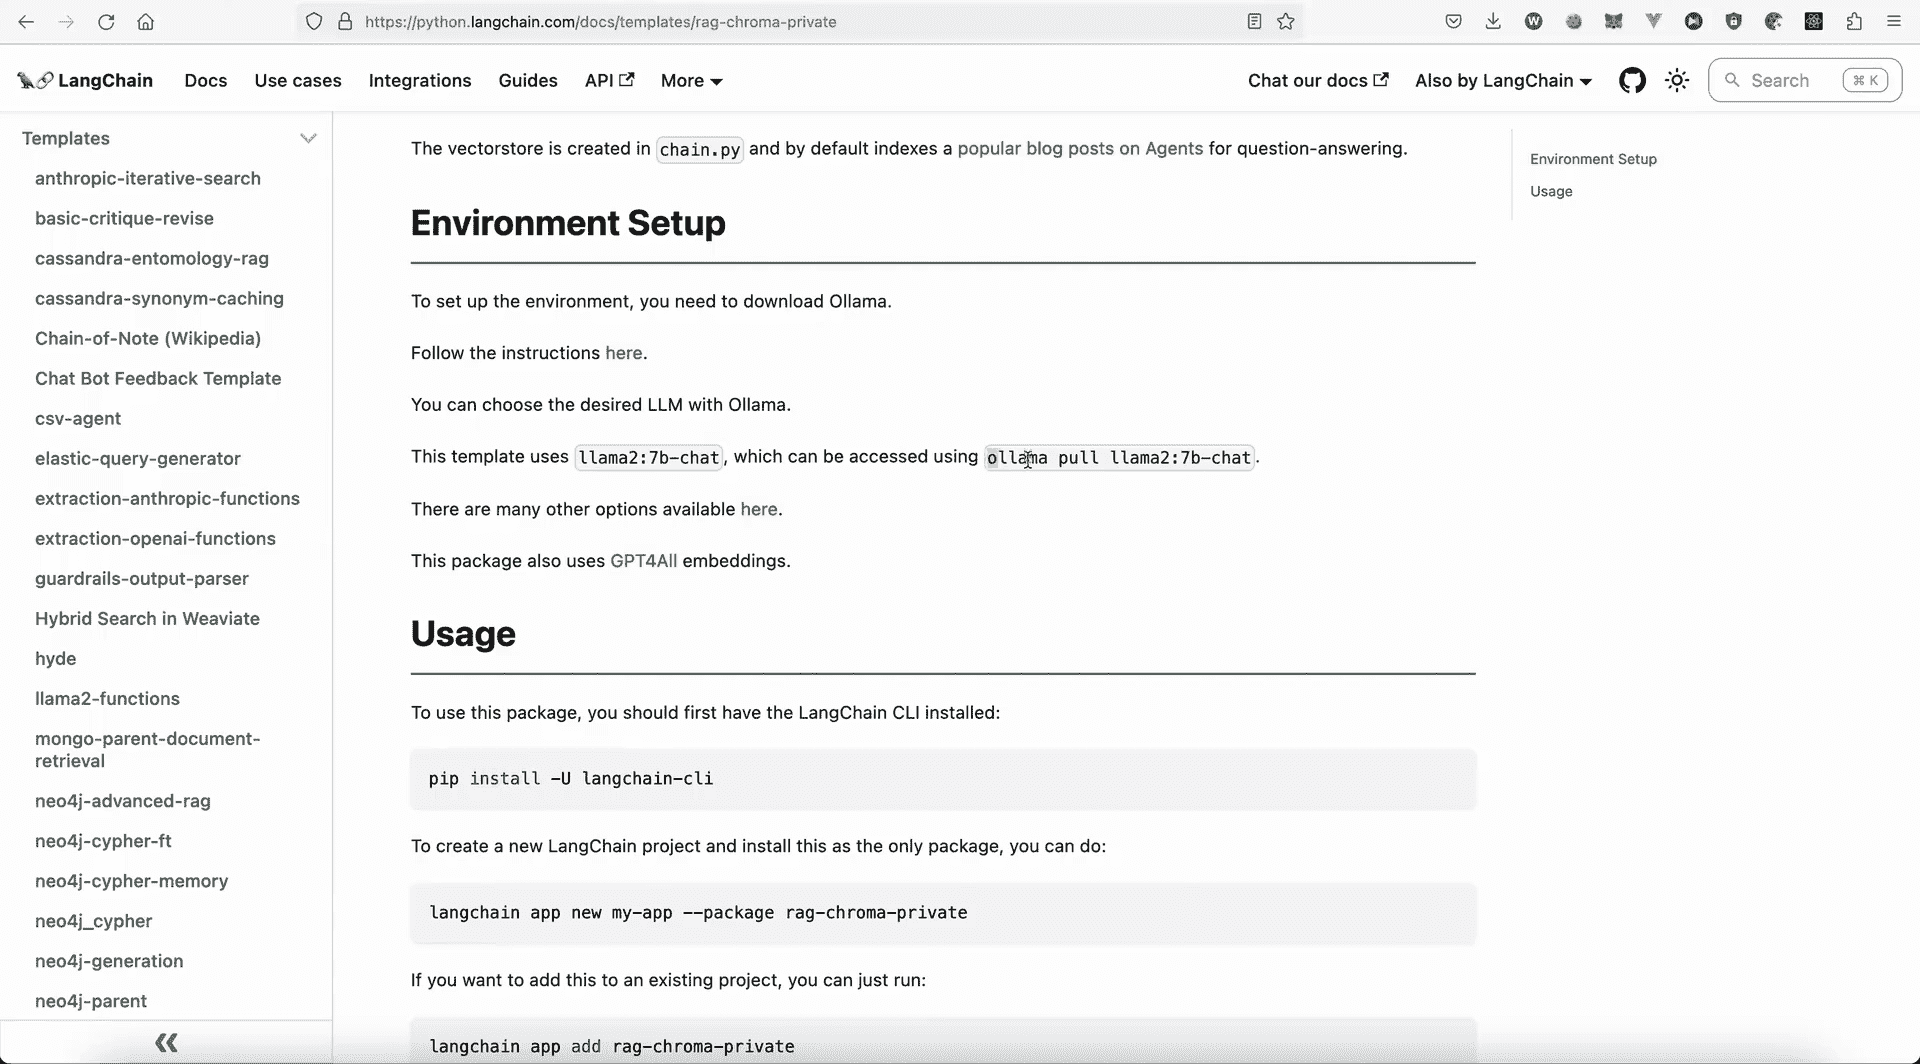 https://python.langchain.com/docs/templates/rag-chroma-private
LangChain
Docs
Use cases
Integrations
Guides
API
More
Chat our docs
Also by LangChain
Search
⌘ K
Templates
anthropic-iterative-search
basic-critique-revise
cassandra-entomology-rag
cassandra-synonym-caching
Chain-of-Note (Wikipedia)
Chat Bot Feedback Template
csv-agent
elastic-query-generator
extraction-anthropic-functions
extraction-openai-functions
guardrails-output-parser
Hybrid Search in Weaviate
hyde
llama2-functions
mongo-parent-document-
retrieval
neo4j-advanced-rag
neo4j-cypher-ft
neo4j-cypher-memory
neo4j_cypher
neo4j-generation
neo4j-parent
The vectorstore is created in chain.py and by default indexes a popular blog posts on Agents for question-answering.
Environment Setup
To set up the environment, you need to download Ollama.
Follow the instructions here.
You can choose the desired LLM with Ollama.
This template uses llama2:7b-chat, which can be accessed using ollama pull llama2:7b-chat.
There are many other options available here.
This package also uses GPT4All embeddings.
Usage
To use this package, you should first have the LangChain CLI installed:
pip install -U langchain-cli
To create a new LangChain project and install this as the only package, you can do:
langchain app new my-app --package rag-chroma-private
If you want to add this to an existing project, you can just run:
langchain app add rag-chroma-private
Environment Setup
Usage